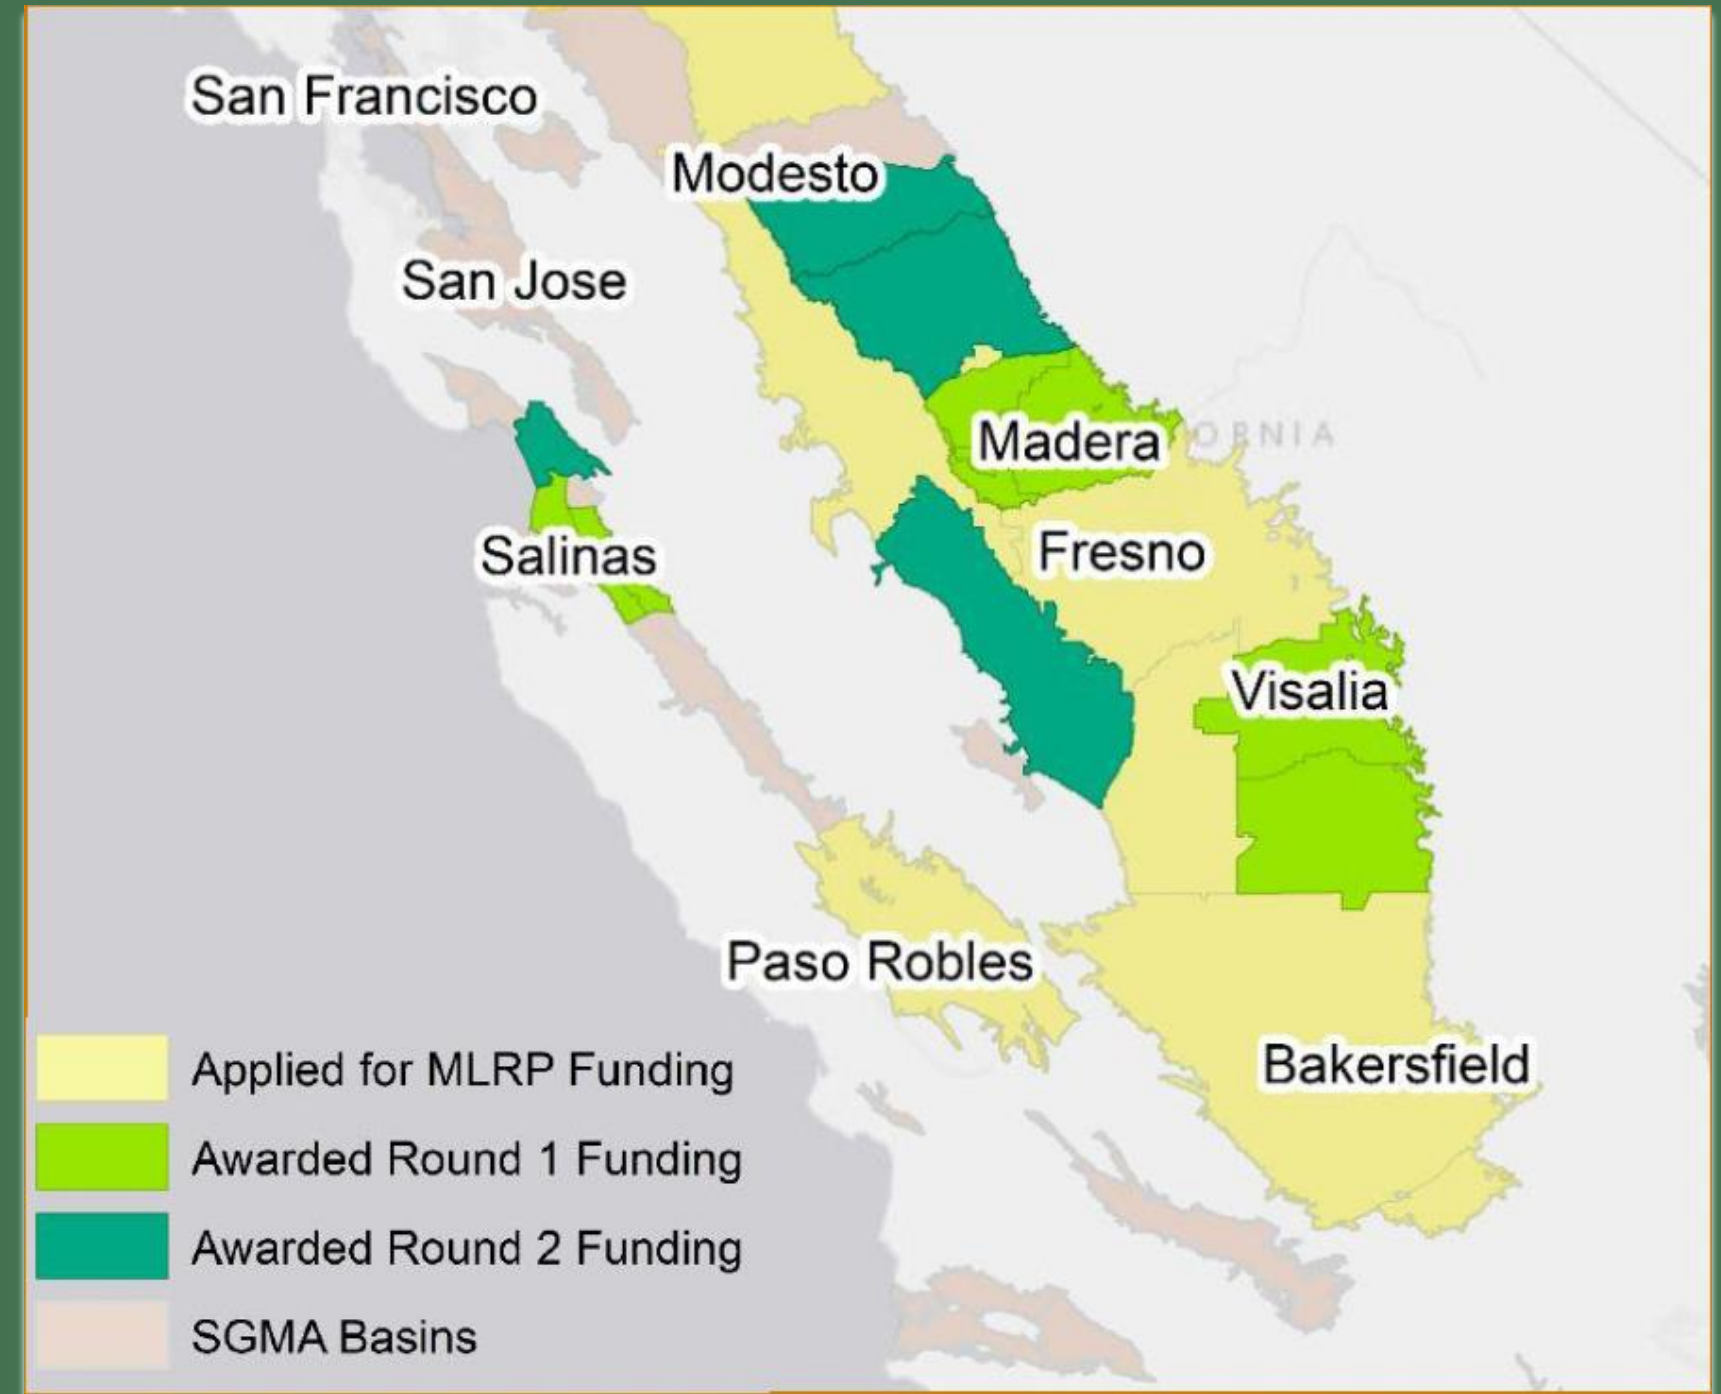 San Francisco
Modesto
San Jose
Madera
ORNIA
Salinas
Fresno
Visalia
Paso Robles
Bakersfield
Applied for MLRP Funding
Awarded Round 1 Funding
Awarded Round 2 Funding
SGMA Basins